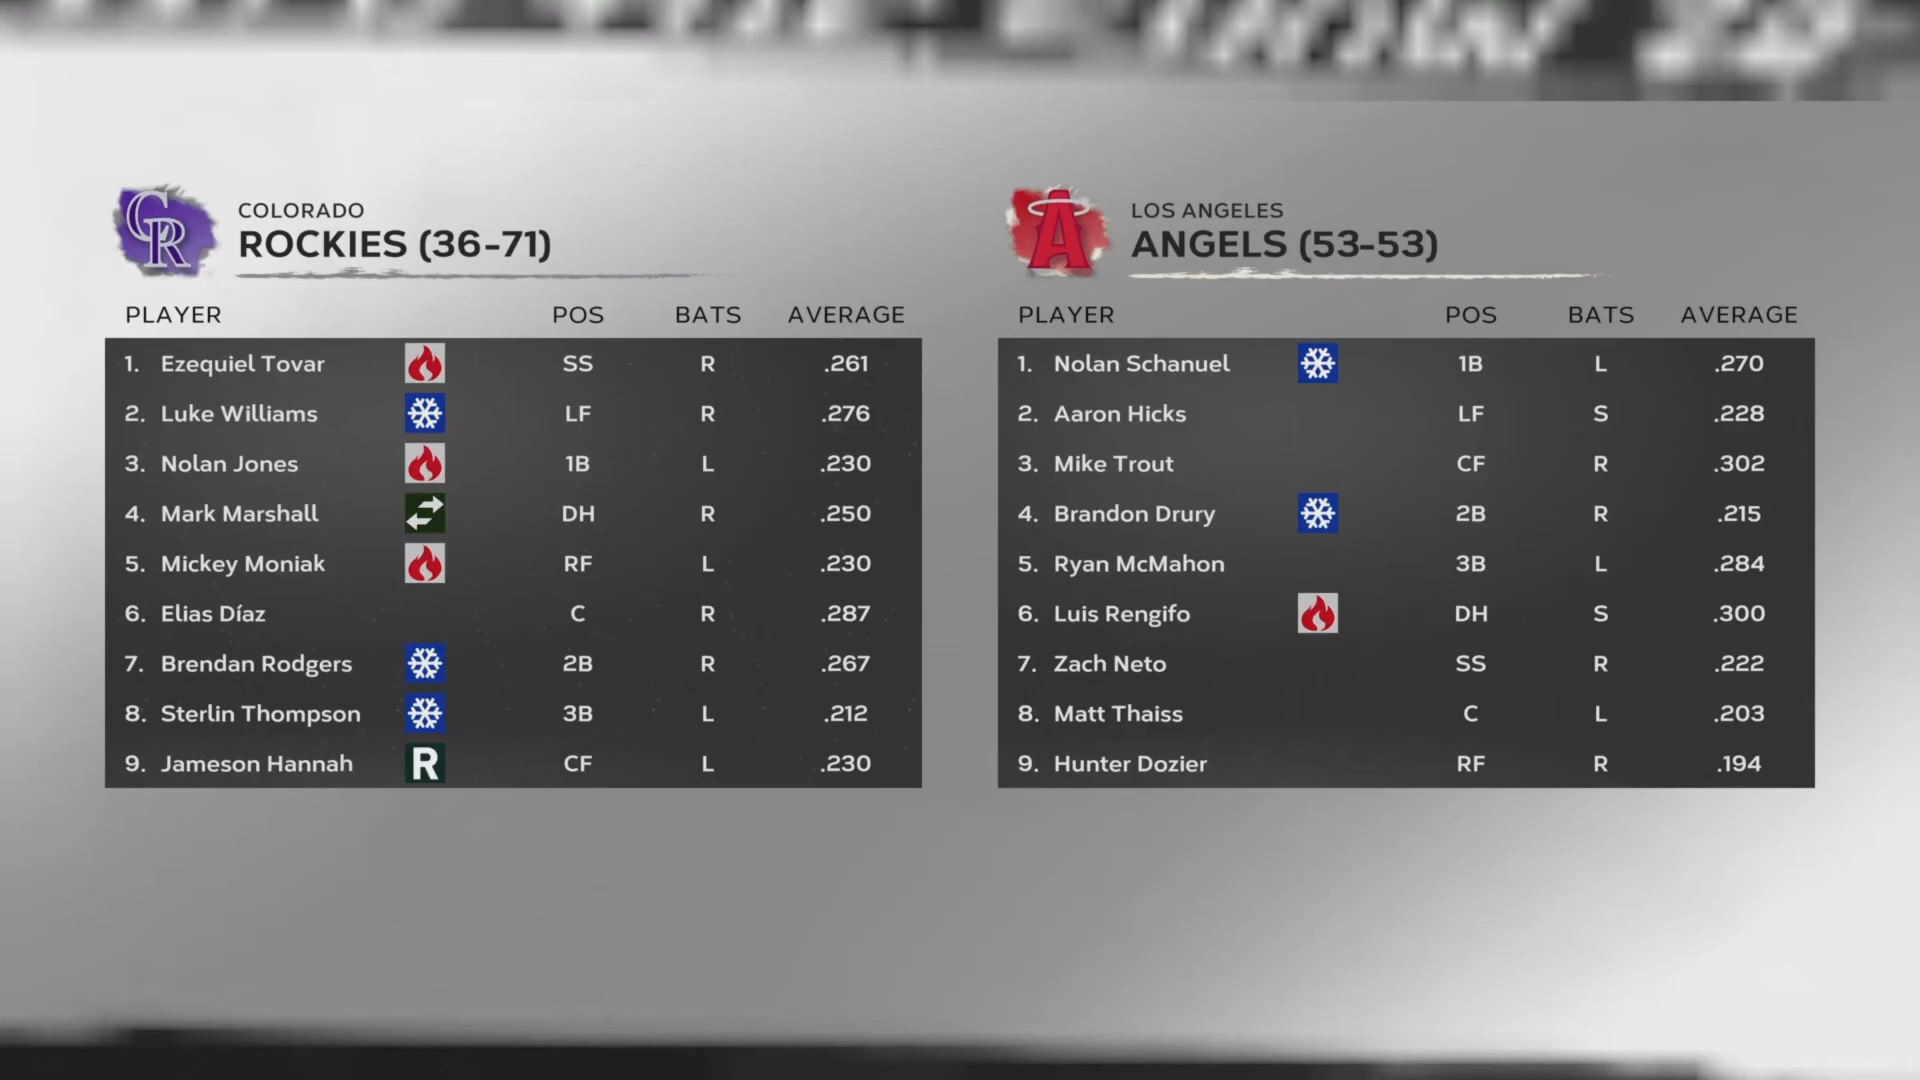 COLORADO
ROCKIES (36-71)
PLAYER POS BATS AVERAGE
1. Ezequiel Tovar SS R .261
2. Luke Williams LF R .276
3. Nolan Jones 1B L .230
4. Mark Marshall DH R .250
5. Mickey Moniak RF L .230
6. Elias Díaz C R .287
7. Brendan Rodgers 2B R .267
8. Sterlin Thompson 3B L .212
9. Jameson Hannah R CF L .230
LOS ANGELES
ANGELS (53-53)
PLAYER POS BATS AVERAGE
1. Nolan Schanuel 1B L .270
2. Aaron Hicks LF S .228
3. Mike Trout CF R .302
4. Brandon Drury 2B R .215
5. Ryan McMahon 3B L .284
6. Luis Rengifo DH S .300
7. Zach Neto SS R .222
8. Matt Thaiss C L .203
9. Hunter Dozier RF R .194